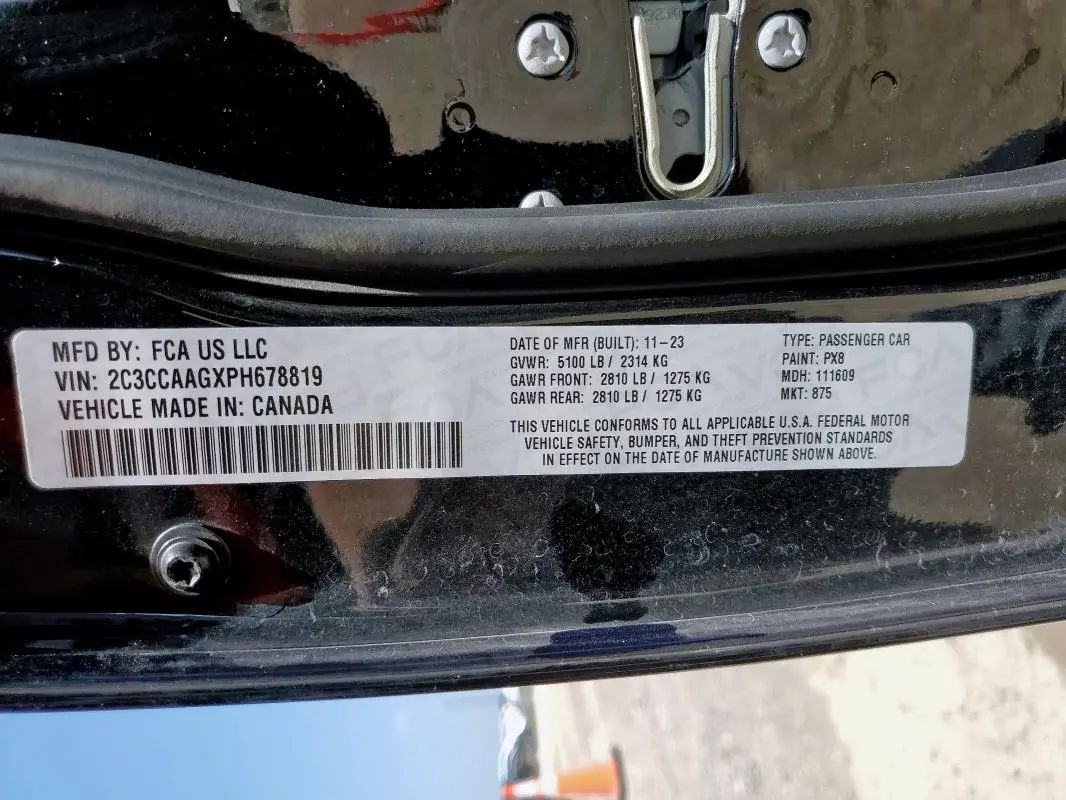 MFD BY: FCA US LLC
VIN: 2C3CCAAGXPH678819
VEHICLE MADE IN: CANADA
DATE OF MFR (BUILT): 11-23
GVWR: 5100 LB / 2314 KG
GAWR FRONT: 2810 LB / 1275 KG
GAWR REAR: 2810 LB / 1275 KG
TYPE: PASSENGER CAR
PAINT: PX8
MDH: 111609
MKT: 875
THIS VEHICLE CONFORMS TO ALL APPLICABLE U.S.A. FEDERAL MOTOR
VEHICLE SAFETY, BUMPER, AND THEFT PREVENTION STANDARDS
IN EFFECT ON THE DATE OF MANUFACTURE SHOWN ABOVE.